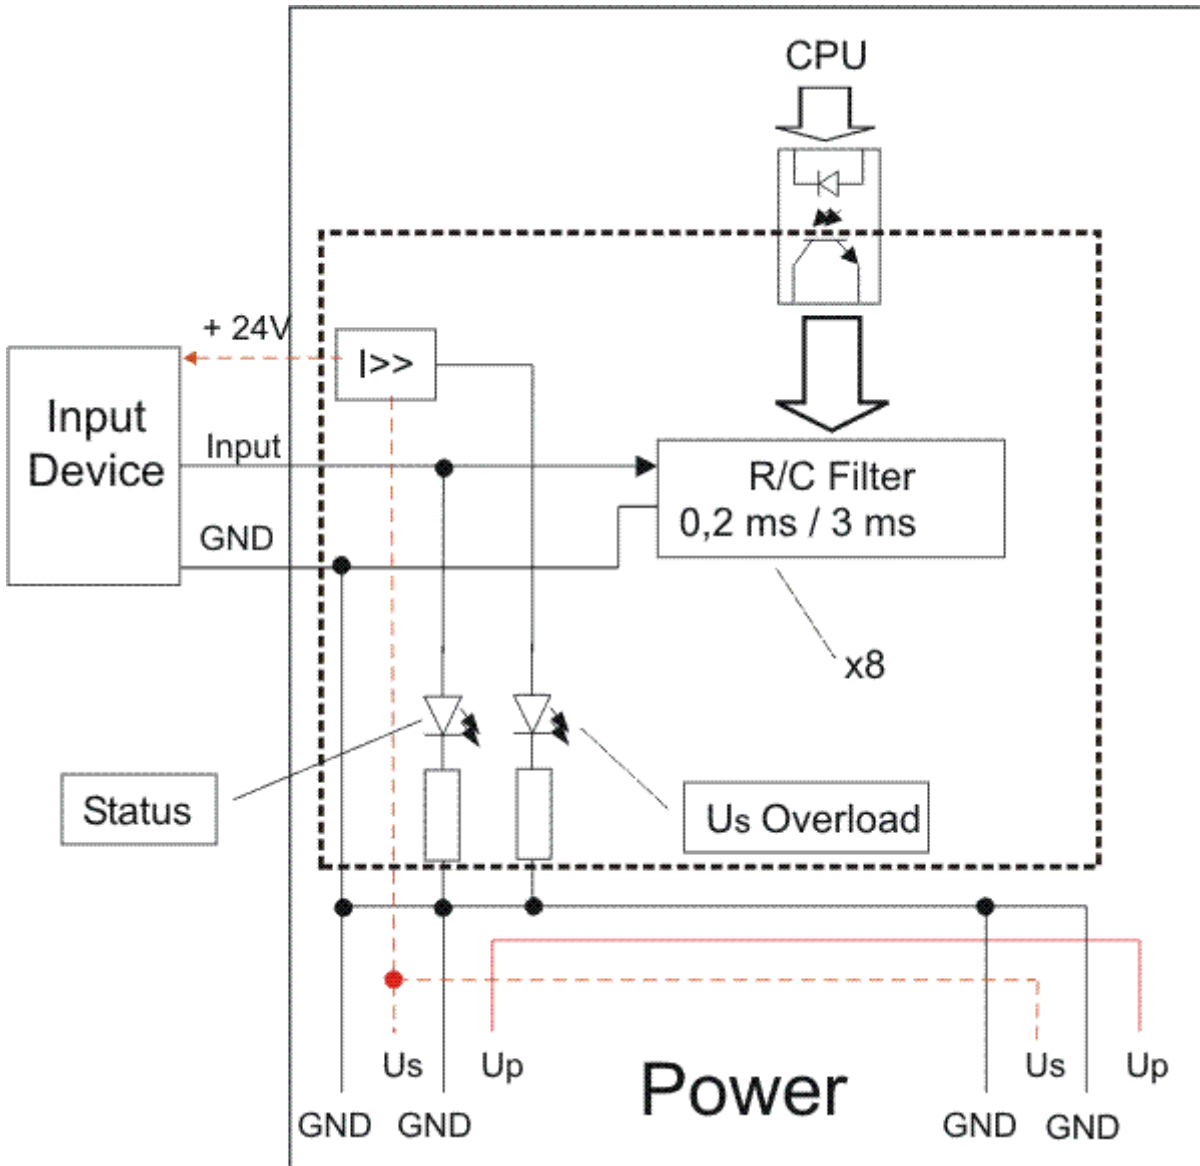 CPU
+ 24V
I>>
Input
Device
Input
GND
R/C Filter
0,2 ms / 3 ms
x8
Status
Us Overload
Us
Up
Us
Up
Power
GND
GND
GND
GND